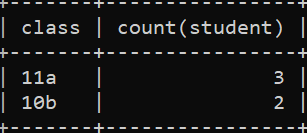 | class | count(student) |
| 11a | 3 |
| 10b | 2 |